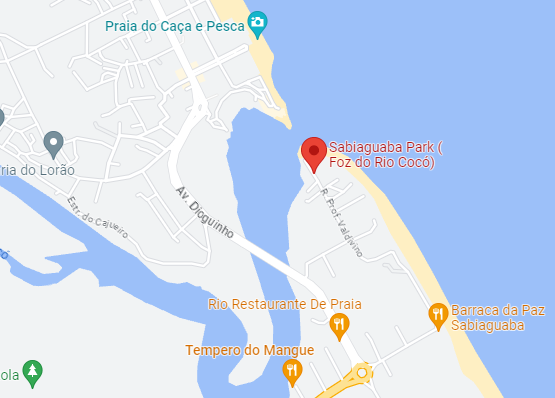 Praia do Caça e Pesca
Sabiaguaba Park (
Foz do Rio Cocó)
ria do Lorão
Estr. do Cajueiro
Av. Dioguinho
R. Prof. Valdivino
Rio Restaurante De Praia
Barraca da Paz
Sabiaguaba
Tempero do Mangue
ola